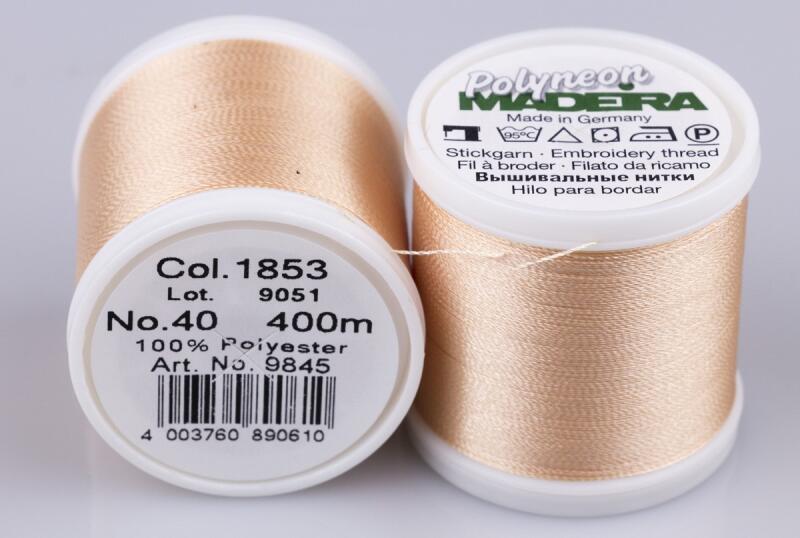 Col.1853
Lot. 9051
No.40 400m
100% Polyester
Art. No. 9845
4 003760 890610
Polyneon
MADEIRA
Made in Germany
95°C P
Stickgarn · Embroidery thread
Fil à broder · Filato da ricamo
Вышивальные нитки
Hilo para bordar